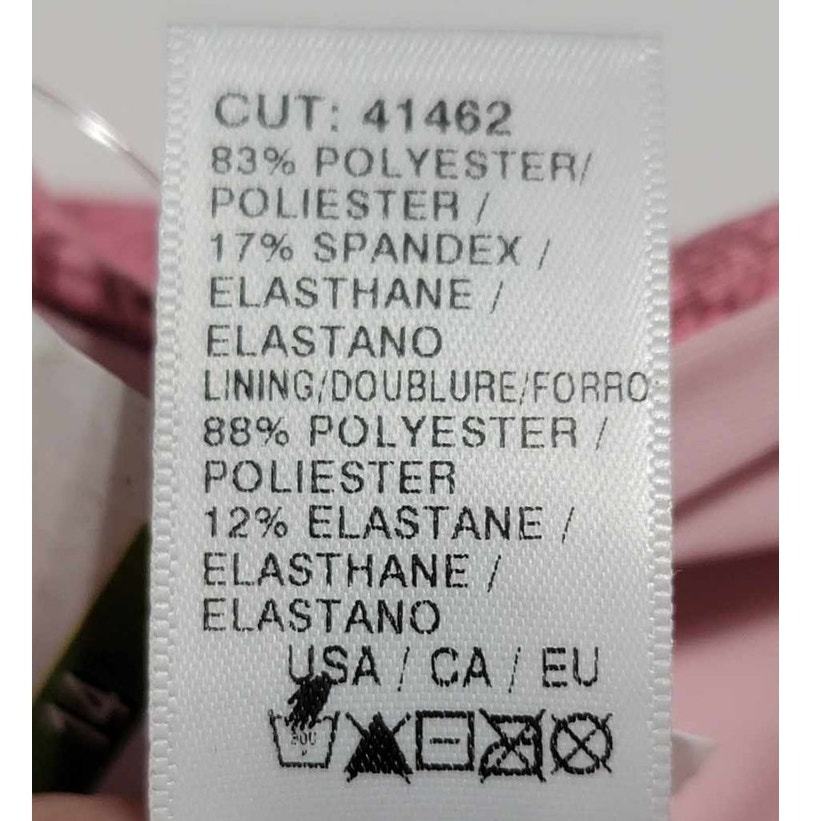 CUT: 41462
83% POLYESTER/
POLIESTER /
17% SPANDEX /
ELASTHANE /
ELASTANO
LINING/DOUBLURE/FORRO:
88% POLYESTER /
POLIESTER
12% ELASTANE /
ELASTHANE /
ELASTANO
USA / CA / EU
14